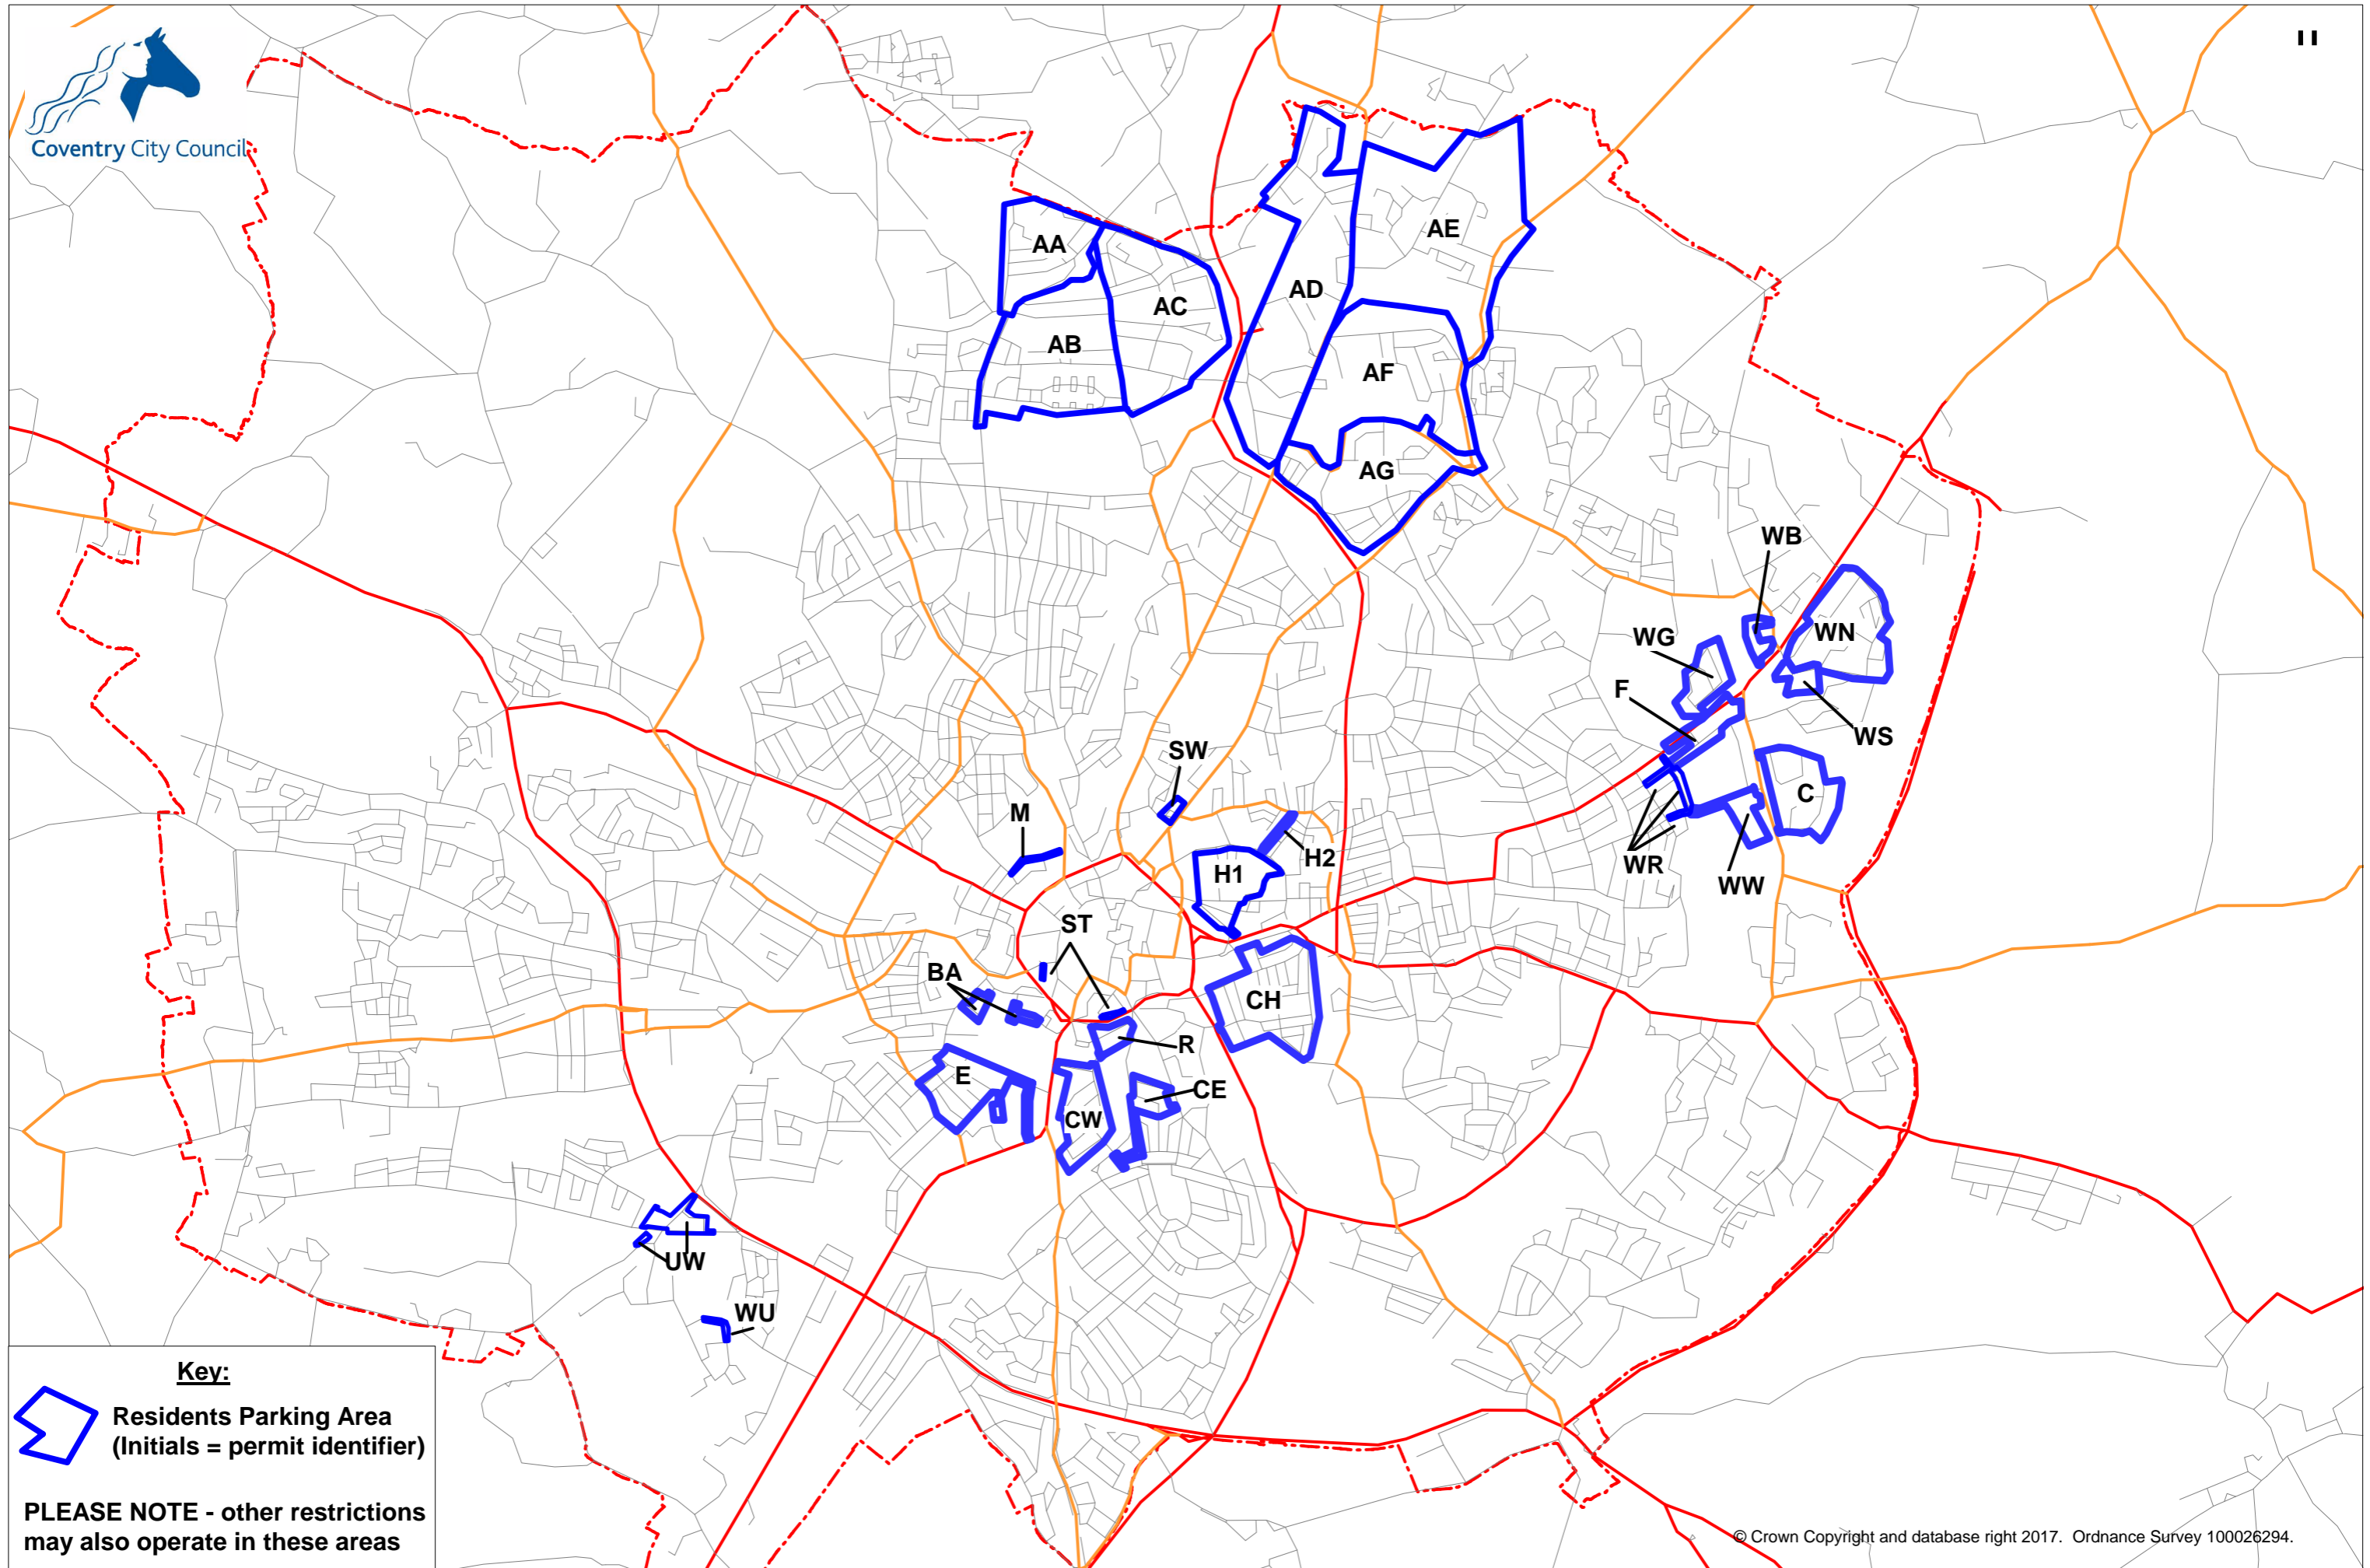 Coventry City Council
AA
AE
AD
AC
AB
AF
AG
WB
WN
WG
F
WS
SW
C
M
H2
H1
WR
WW
ST
BA
CH
R
E
CE
CW
UW
WU
Key:
Residents Parking Area
(Initials = permit identifier)
PLEASE NOTE - other restrictions
may also operate in these areas
© Crown Copyright and database right 2017. Ordnance Survey 100026294.